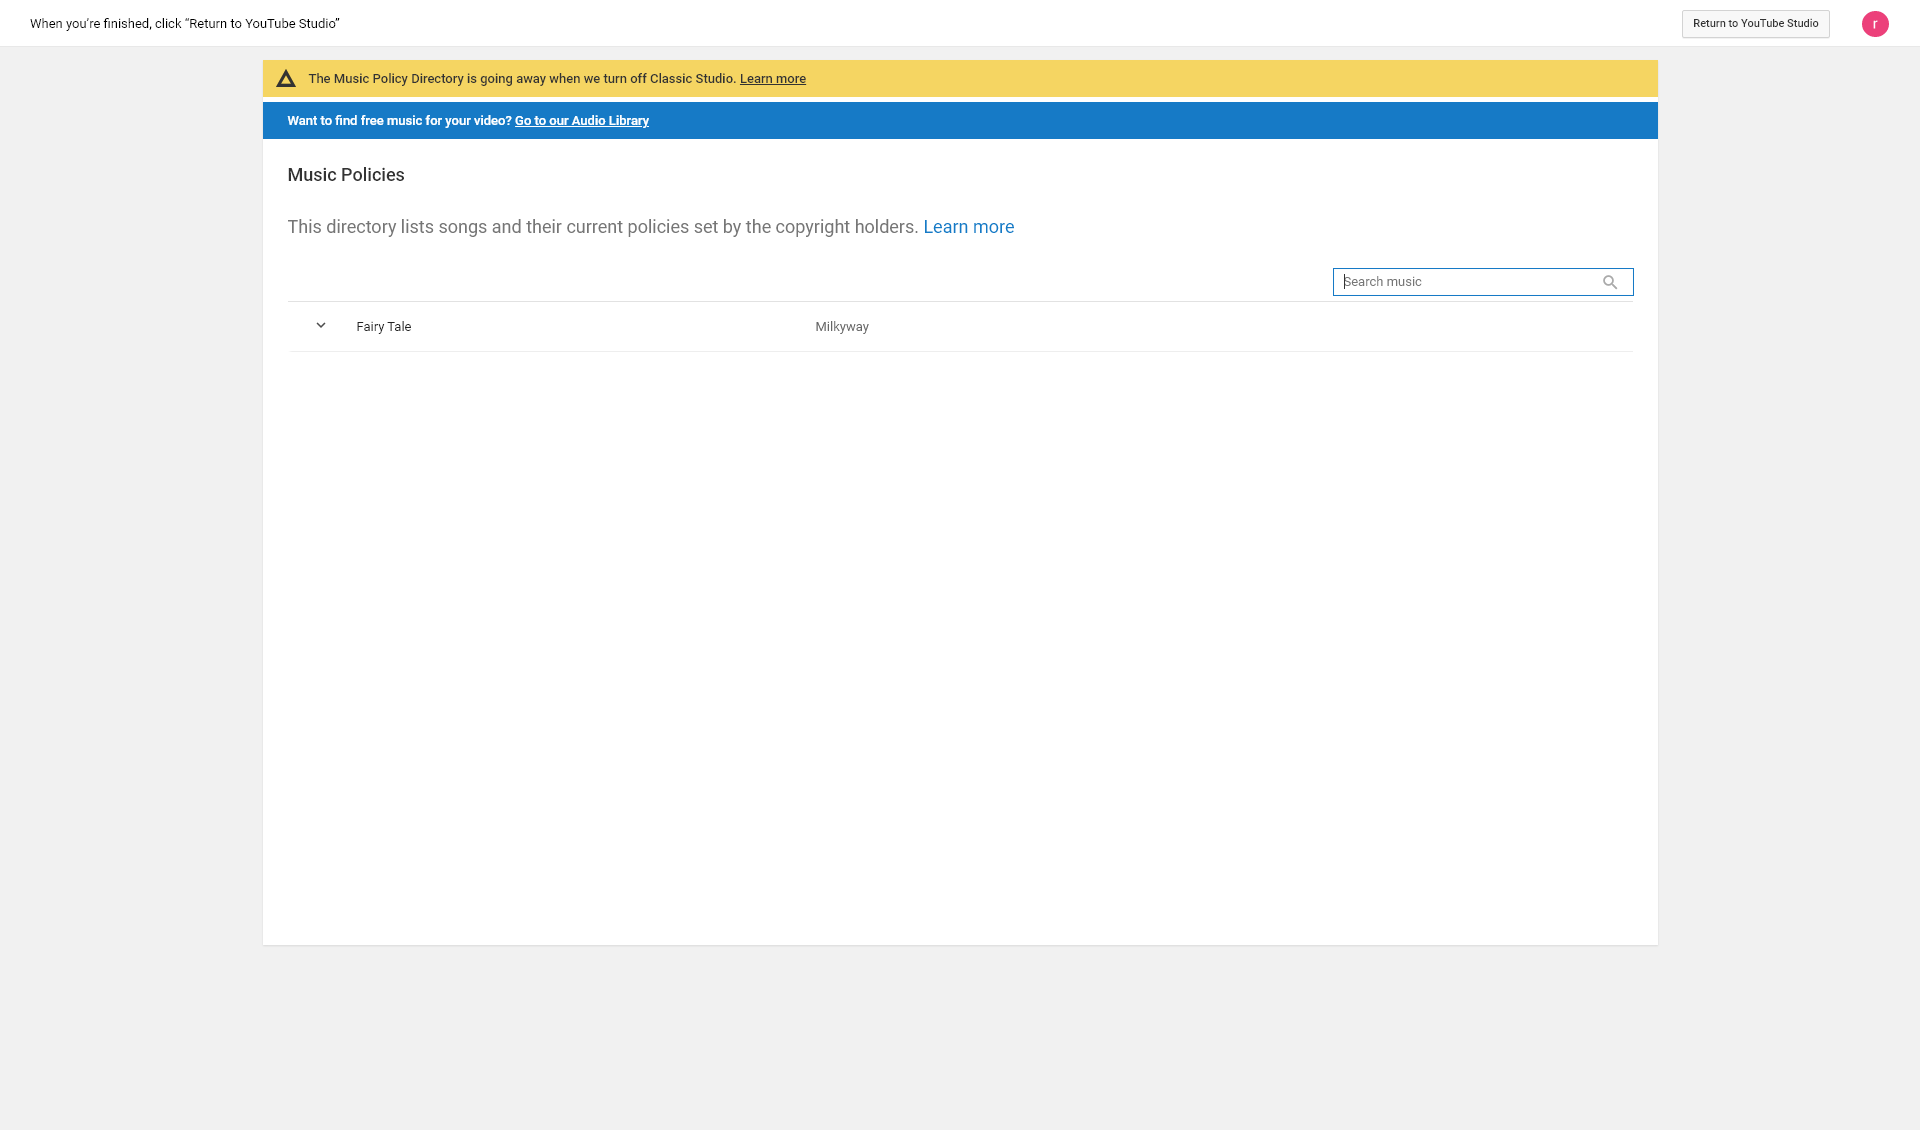 When you're finished, click “Return to YouTube Studio”
Return to YouTube Studio
r
The Music Policy Directory is going away when we turn off Classic Studio. Learn more
Want to find free music for your video? Go to our Audio Library
Music Policies
This directory lists songs and their current policies set by the copyright holders. Learn more
Search music
Fairy Tale Milkyway